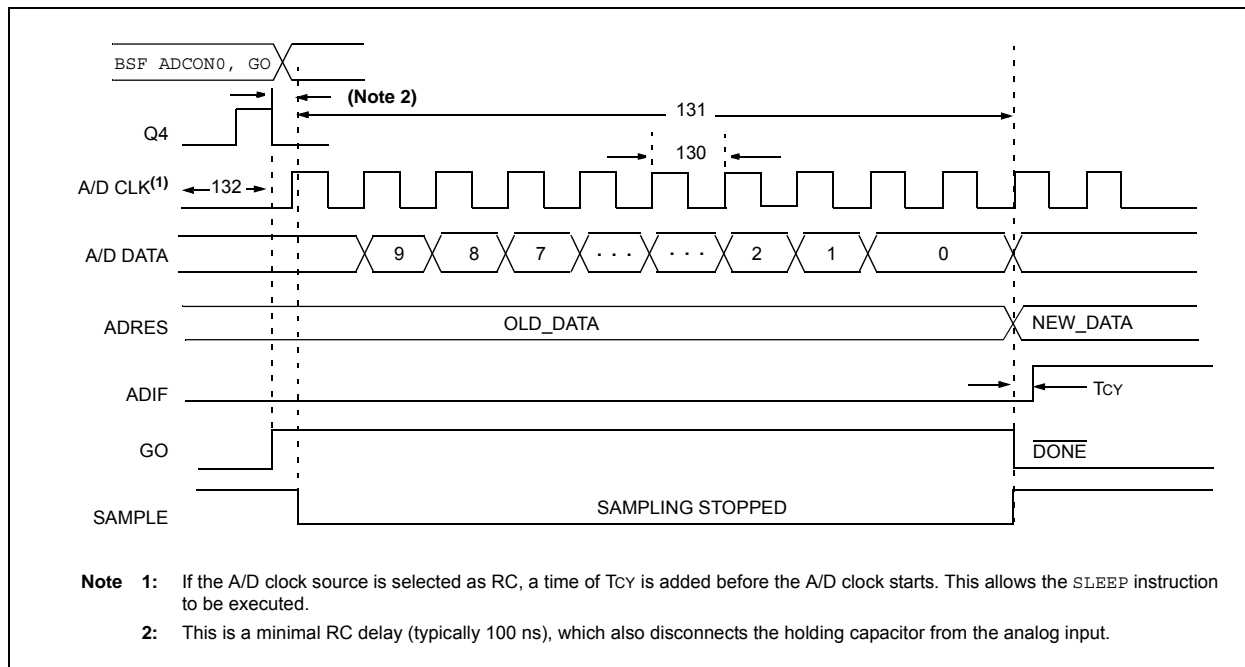 BSF ADCON0, GO
(Note 2)
131
Q4
130
A/D CLK(1)
132
A/D DATA
9
8
7
. . .
. . .
2
1
0
ADRES
OLD_DATA
NEW_DATA
ADIF
TCY
GO
DONE
SAMPLE
SAMPLING STOPPED
Note 1: If the A/D clock source is selected as RC, a time of TCY is added before the A/D clock starts. This allows the SLEEP instruction
to be executed.
2: This is a minimal RC delay (typically 100 ns), which also disconnects the holding capacitor from the analog input.